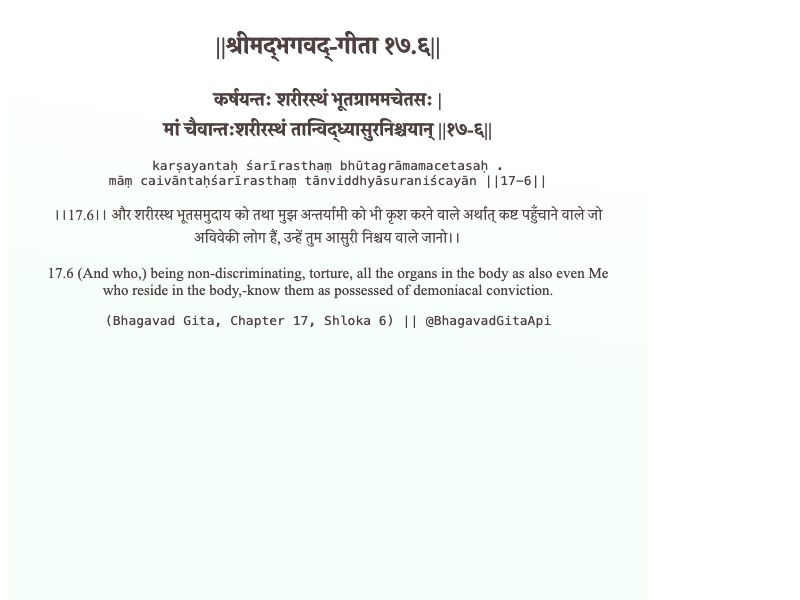 ||श्रीमद्‍भगवद्‍-गीता १७.६||
कर्षयन्तः शरीरस्थं भूतग्राममचेतसः |
मां चैवान्तःशरीरस्थं तान्विद्ध्यासुरनिश्चयान् ||१७-६||
karṣayantaḥ śarīrasthaṃ bhūtagrāmamacetasaḥ .
māṃ caivāntaḥśarīrasthaṃ tānviddhyāsuraniścayān ||17-6||
।।17.6।। और शरीरस्थ भूतसमुदाय को तथा मुझ अन्तर्यामी को भी कृश करने वाले अर्थात् कष्ट पहुँचाने वाले जो
अविवेकी लोग हैं, उन्हें तुम आसुरी निश्चय वाले जानो।।
17.6 (And who,) being non-discriminating, torture, all the organs in the body as also even Me
who reside in the body,-know them as possessed of demoniacal conviction.
(Bhagavad Gita, Chapter 17, Shloka 6) || @BhagavadGitaApi